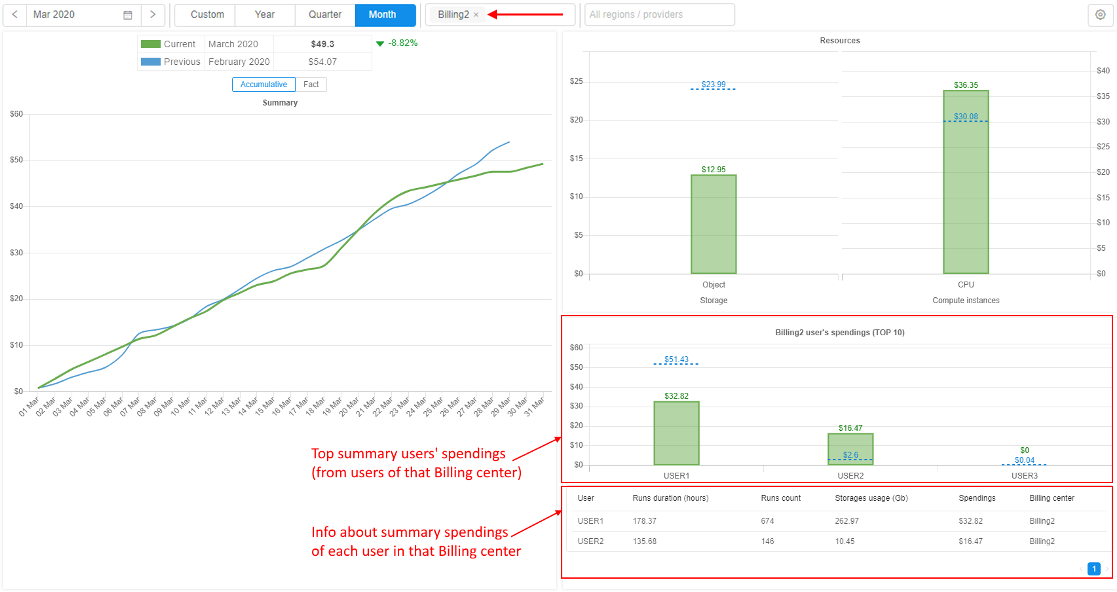 Mar 2020
Custom Year Quarter Month
Billing2 ×
All regions / providers
Current March 2020 $49.3 -8.82%
Previous February 2020 $54.07
Accumulative Fact
Summary
$60
$50
$40
$30
$20
$10
$0
01 Mar 02 Mar 03 Mar 04 Mar 05 Mar 06 Mar 07 Mar 08 Mar 09 Mar 10 Mar 11 Mar 12 Mar 13 Mar 14 Mar 15 Mar 16 Mar 17 Mar 18 Mar 19 Mar 20 Mar 21 Mar 22 Mar 23 Mar 24 Mar 25 Mar 26 Mar 27 Mar 28 Mar 29 Mar 30 Mar 31 Mar
Top summary users' spendings
(from users of that Billing center)
Info about summary spendings
of each user in that Billing center
Resources
$25
$20
$15
$10
$5
$0
$23.99
$12.95
Object
Storage
$36.35
$30.08
CPU
Compute instances
$40
$35
$30
$25
$20
$15
$10
$5
$0
Billing2 user's spendings (TOP 10)
$60
$50
$40
$30
$20
$10
$0
$51.43
$32.82
$16.47
$2.6
$0
$0.04
USER1 USER2 USER3
User Runs duration (hours) Runs count Storages usage (Gb) Spendings Billing center
USER1 178.37 674 262.97 $32.82 Billing2
USER2 135.68 146 10.45 $16.47 Billing2
1